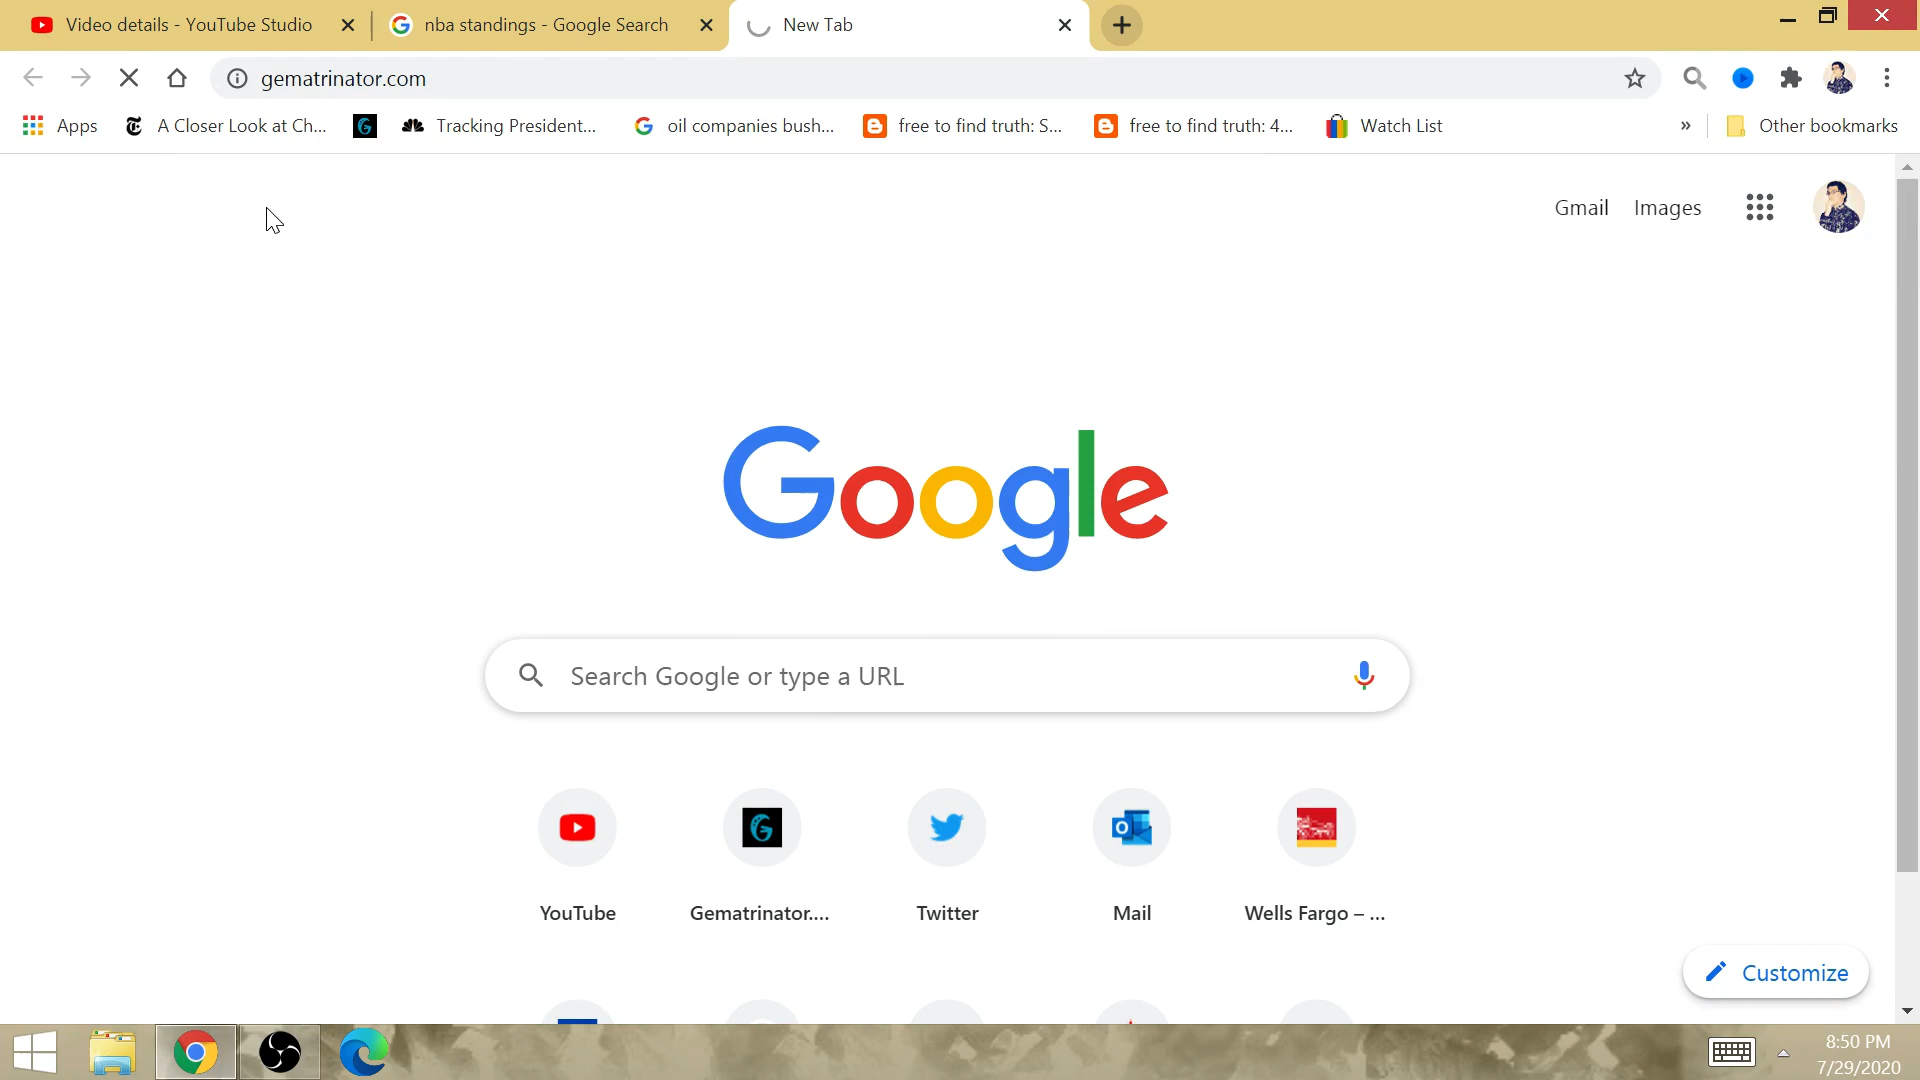 Video details - YouTube Studio
nba standings - Google Search
New Tab
gematrinator.com
Apps
A Closer Look at Ch...
Tracking President...
oil companies bush...
free to find truth: S...
free to find truth: 4...
Watch List
»
Other bookmarks
Gmail
Images
Google
Search Google or type a URL
YouTube
Gematrinator....
Twitter
Mail
Wells Fargo – ...
Customize
8:50 PM
7/29/2020